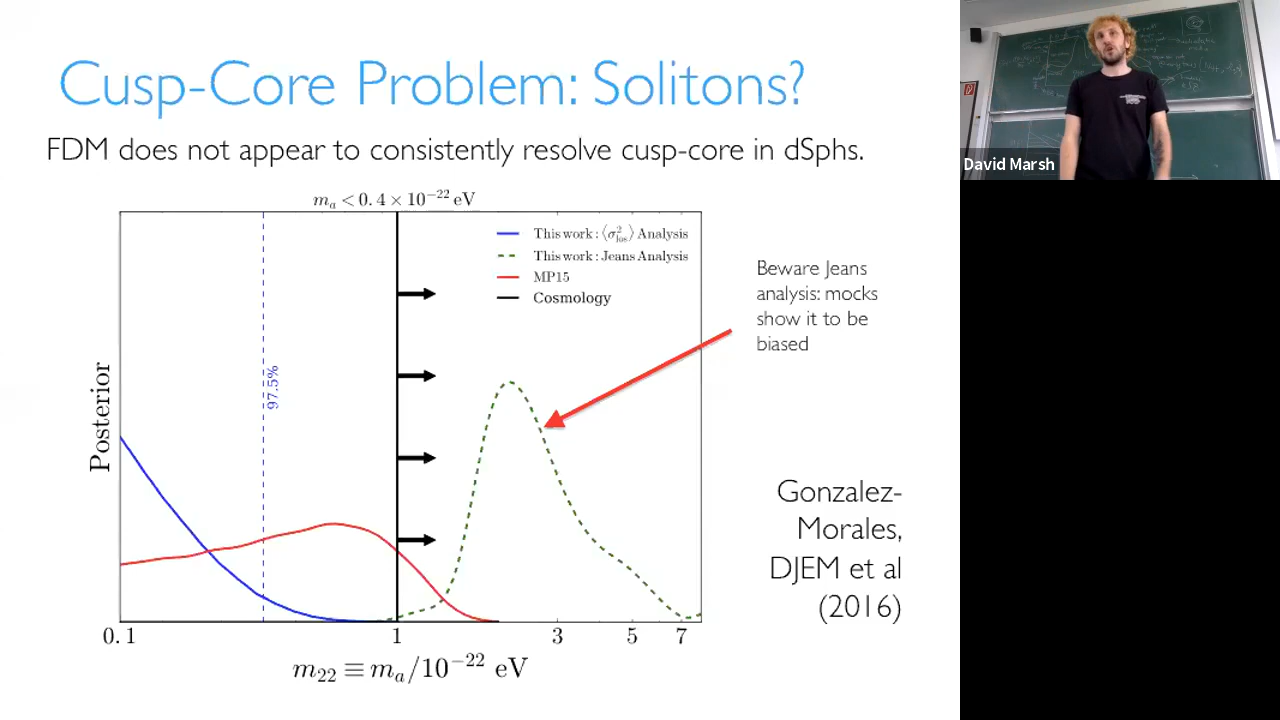 Cusp-Core Problem: Solitons?
FDM does not appear to consistently resolve cusp-core in dSphs.
m_a < 0.4 × 10⁻²² eV
This work : ⟨σ²_los⟩ Analysis
This work : Jeans Analysis
MP15
Cosmology
97.5%
Posterior
0.1 1 3 5 7
m₂₂ ≡ m_a/10⁻²² eV
Beware Jeans
analysis: mocks
show it to be
biased
Gonzalez-
Morales,
DJEM et al
(2016)
David Marsh